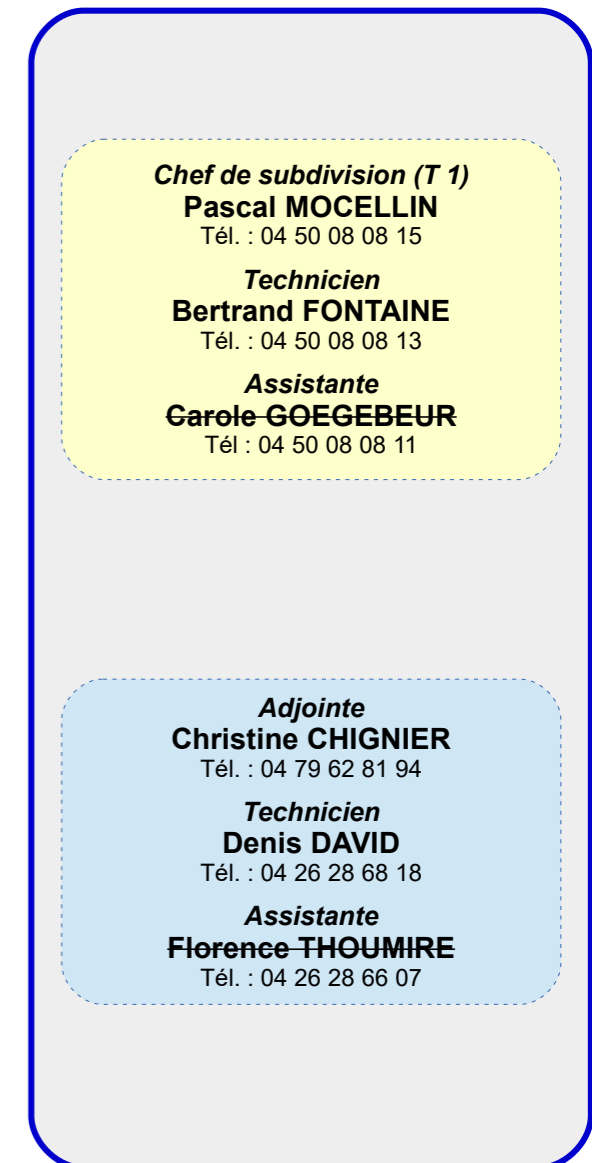 Chef de subdivision (T 1)
Pascal MOCELLIN
Tél. : 04 50 08 08 15
Technicien
Bertrand FONTAINE
Tél. : 04 50 08 08 13
Assistante
Carole GOEGEBEUR
Tél : 04 50 08 08 11
Adjointe
Christine CHIGNIER
Tél. : 04 79 62 81 94
Technicien
Denis DAVID
Tél. : 04 26 28 68 18
Assistante
Florence THOUMIRE
Tél. : 04 26 28 66 07